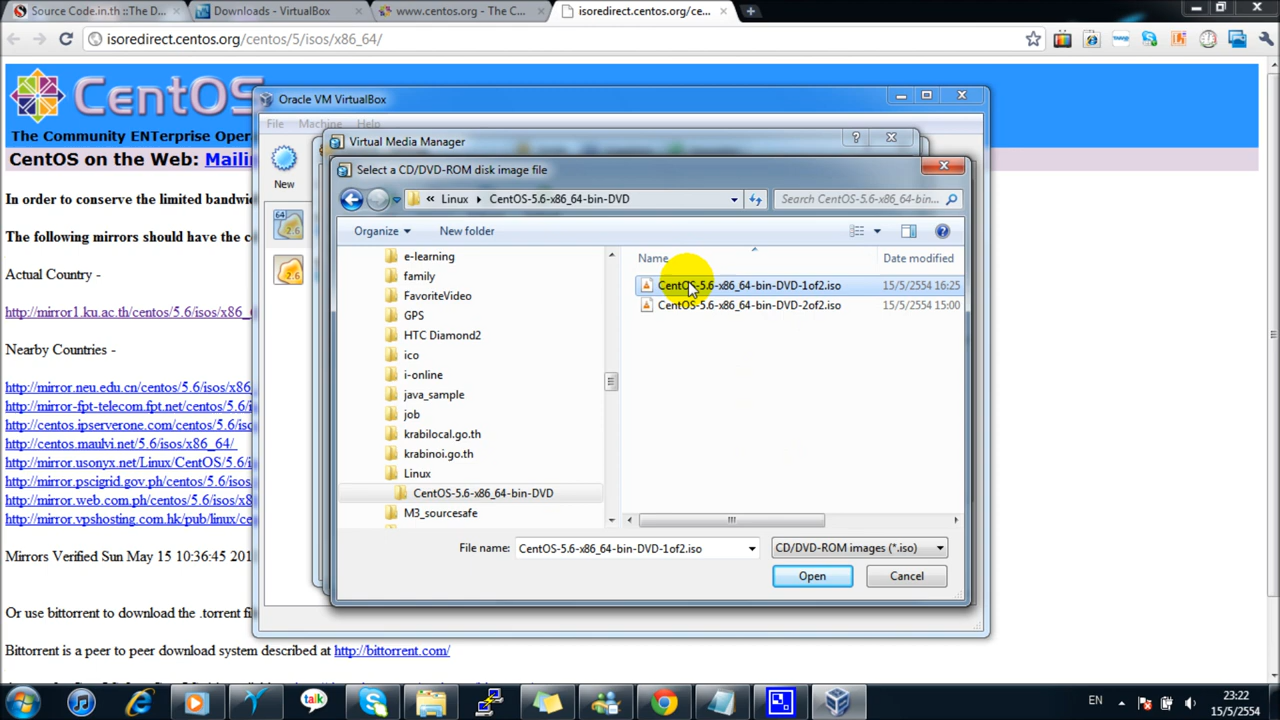 Source Code.in.th ::The D...
Downloads - VirtualBox
www.centos.org - The C...
isoredirect.centos.org/ce...
isoredirect.centos.org/centos/5/isos/x86_64/
CentOS
The Community ENTerprise Oper
CentOS on the Web: Mailin
In order to conserve the limited bandwid
The following mirrors should have the c
Actual Country -
http://mirror1.ku.ac.th/centos/5.6/isos/x86_6
Nearby Countries -
http://mirror.neu.edu.cn/centos/5.6/isos/x86
http://mirror-fpt-telecom.fpt.net/centos/5.6/i
http://centos.ipserverone.com/centos/5.6/iso
http://centos.maulvi.net/5.6/isos/x86_64/
http://mirror.usonyx.net/Linux/CentOS/5.6/i
http://mirror.pscigrid.gov.ph/centos/5.6/isos
http://mirror.web.com.ph/centos/5.6/isos/x8
http://mirror.vpshosting.com.hk/pub/linux/ce
Mirrors Verified Sun May 15 10:36:45 201
Or use bittorrent to download the .torrent fi
Bittorrent is a peer to peer download system described at http://bittorrent.com/
Oracle VM VirtualBox
File Machine Help
New
64
2.6
2.6
Virtual Media Manager
Select a CD/DVD-ROM disk image file
« Linux CentOS-5.6-x86_64-bin-DVD
Search CentOS-5.6-x86_64-bin-...
Organize
New folder
e-learning
family
FavoriteVideo
GPS
HTC Diamond2
ico
i-online
java_sample
job
krabilocal.go.th
krabinoi.go.th
Linux
CentOS-5.6-x86_64-bin-DVD
M3_sourcesafe
Name
Date modified
CentOS-5.6-x86_64-bin-DVD-1of2.iso 15/5/2554 16:25
CentOS-5.6-x86_64-bin-DVD-2of2.iso 15/5/2554 15:00
File name: CentOS-5.6-x86_64-bin-DVD-1of2.iso
CD/DVD-ROM images (*.iso)
Open
Cancel
talk
EN
23:22
15/5/2554